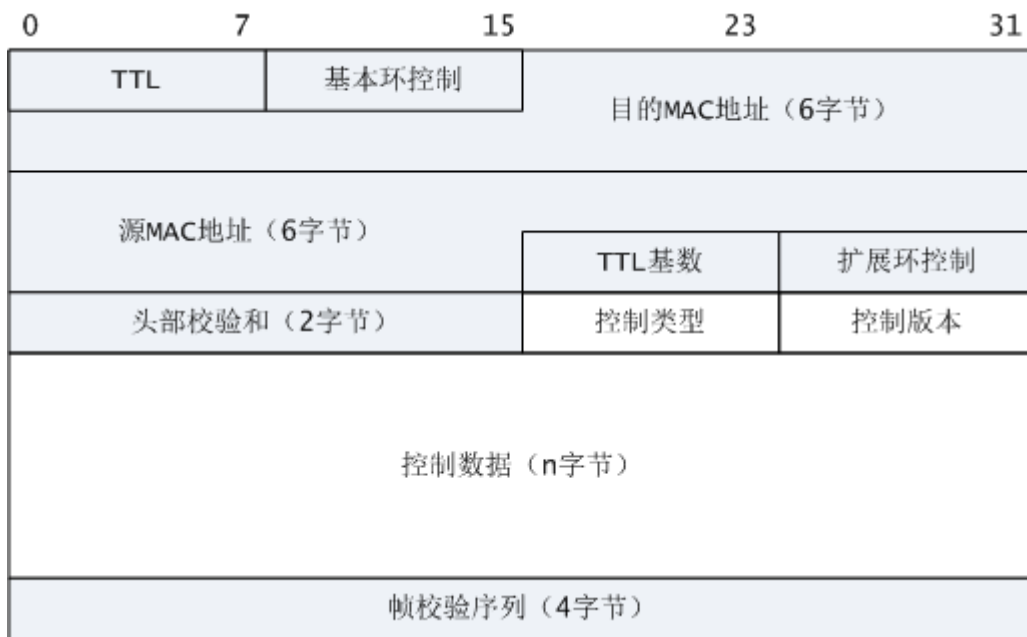 0 7 15 23 31
TTL 基本环控制
目的MAC地址（6字节）
源MAC地址（6字节）
TTL基数 扩展环控制
头部校验和（2字节） 控制类型 控制版本
控制数据（n字节）
帧校验序列（4字节）